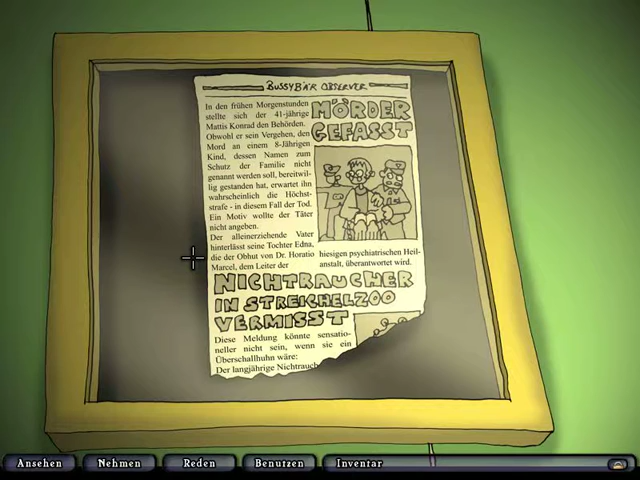 BUSSYBÄR OBSERVER
In den frühen Morgenstunden
stellte sich der 41-jährige
Mattis Konrad den Behörden.
Obwohl er sein Vergehen, den
Mord an einem 8-Jährigen
Kind, dessen Namen zum
Schutz der Familie nicht
genannt werden soll, bereitwil-
lig gestanden hat, erwartet ihn
wahrscheinlich die Höchst-
strafe - in diesem Fall der Tod.
Ein Motiv wollte der Täter
nicht angeben.
Der alleinerziehende Vater
hinterlässt seine Tochter Edna,
die der Obhut von Dr. Horatio
Marcel, dem Leiter der
MÖRDER
GEFASST
hiesigen psychiatrischen Heil-
anstalt, überantwortet wird.
NICHTRAUCHER
IN STREICHELZOO
VERMISST
Diese Meldung könnte sensatio-
neller nicht sein, wenn sie ein
Überschallhuhn wäre:
Der langjährige Nichtrauch
Ansehen
Nehmen
Reden
Benutzen
Inventar